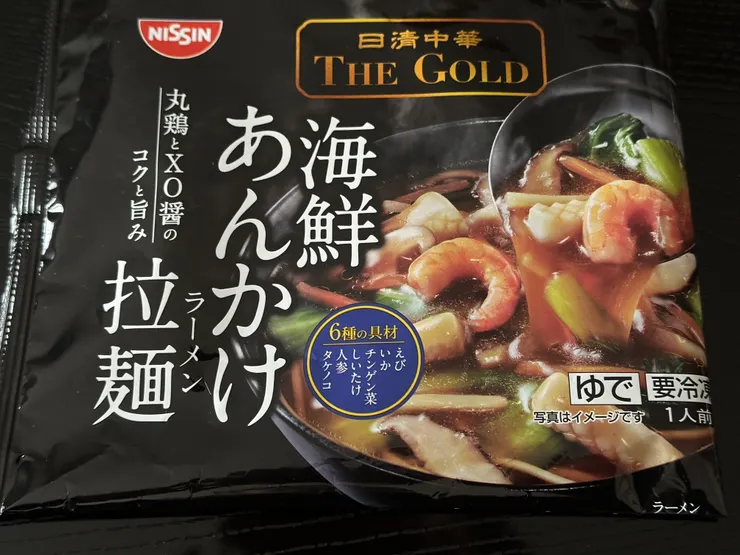 NISSIN
日清中華
THE GOLD
海鮮
あんかけ
拉麺
ラーメン
丸鶏とXO醤の
コクと旨み
6種の具材
えび
いか
チンゲン菜
しいたけ
人参
タケノコ
ゆで
要冷凍
写真はイメージです
1人前
ラーメン